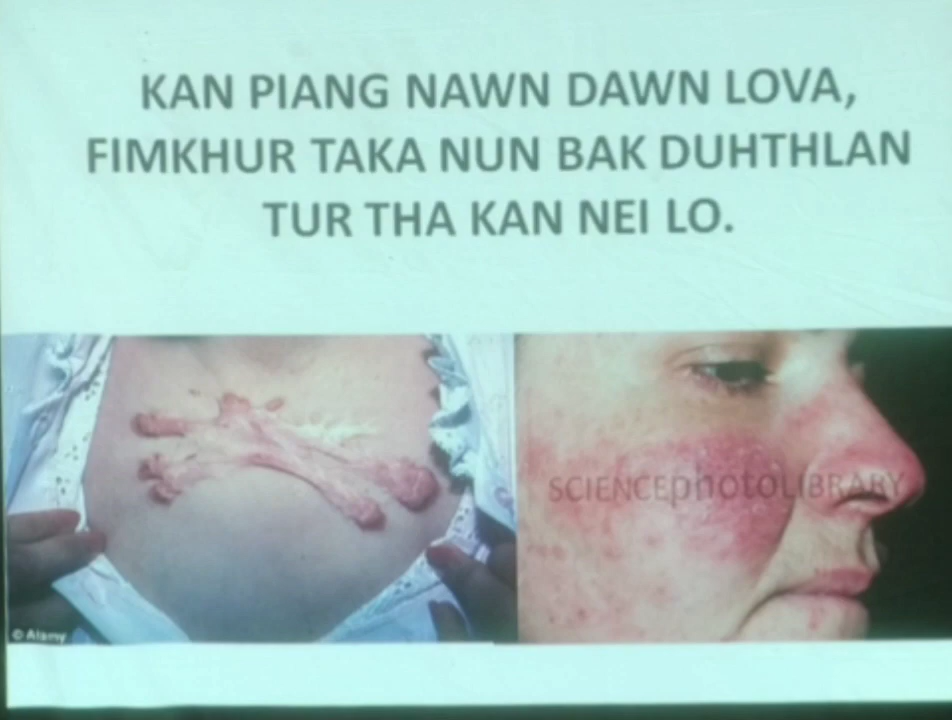 KAN PIANG NAWN DAWN LOVA,
FIMKHUR TAKA NUN BAK DUHTHLAN
TUR THA KAN NEI LO.
SCIENCEphotoLIBRARY
© Alamy